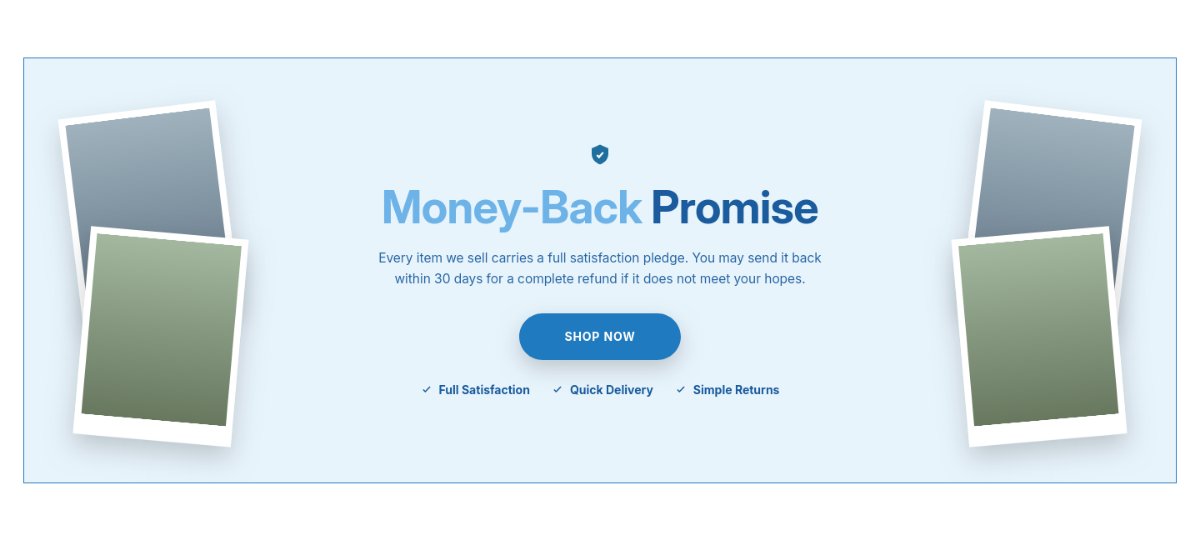 Money-Back Promise
Every item we sell carries a full satisfaction pledge. You may send it back
within 30 days for a complete refund if it does not meet your hopes.
SHOP NOW
Full Satisfaction Quick Delivery Simple Returns